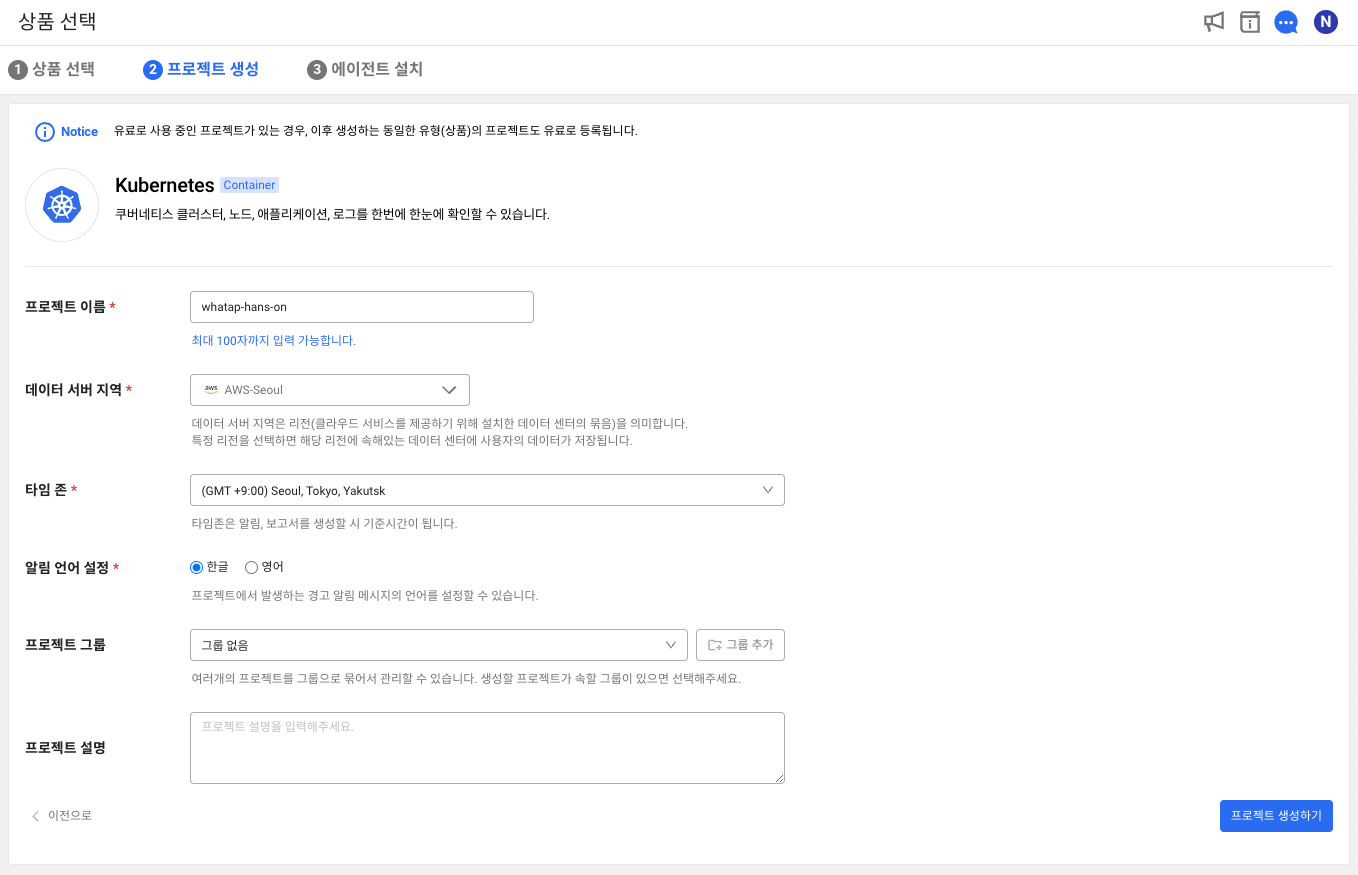 상품 선택
N
1 상품 선택
2 프로젝트 생성
3 에이전트 설치
Notice 유료로 사용 중인 프로젝트가 있는 경우, 이후 생성하는 동일한 유형(상품)의 프로젝트도 유료로 등록됩니다.
Kubernetes Container
쿠버네티스 클러스터, 노드, 애플리케이션, 로그를 한번에 한눈에 확인할 수 있습니다.
프로젝트 이름 *
whatap-hans-on
최대 100자까지 입력 가능합니다.
데이터 서버 지역 *
aws AWS-Seoul
데이터 서버 지역은 리전(클라우드 서비스를 제공하기 위해 설치한 데이터 센터의 묶음)을 의미합니다.
특정 리전을 선택하면 해당 리전에 속해있는 데이터 센터에 사용자의 데이터가 저장됩니다.
타임 존 *
(GMT +9:00) Seoul, Tokyo, Yakutsk
타임존은 알림, 보고서를 생성할 시 기준시간이 됩니다.
알림 언어 설정 *
한글 영어
프로젝트에서 발생하는 경고 알림 메시지의 언어를 설정할 수 있습니다.
프로젝트 그룹
그룹 없음
그룹 추가
여러개의 프로젝트를 그룹으로 묶어서 관리할 수 있습니다. 생성할 프로젝트가 속할 그룹이 있으면 선택해주세요.
프로젝트 설명
프로젝트 설명을 입력해주세요.
이전으로
프로젝트 생성하기